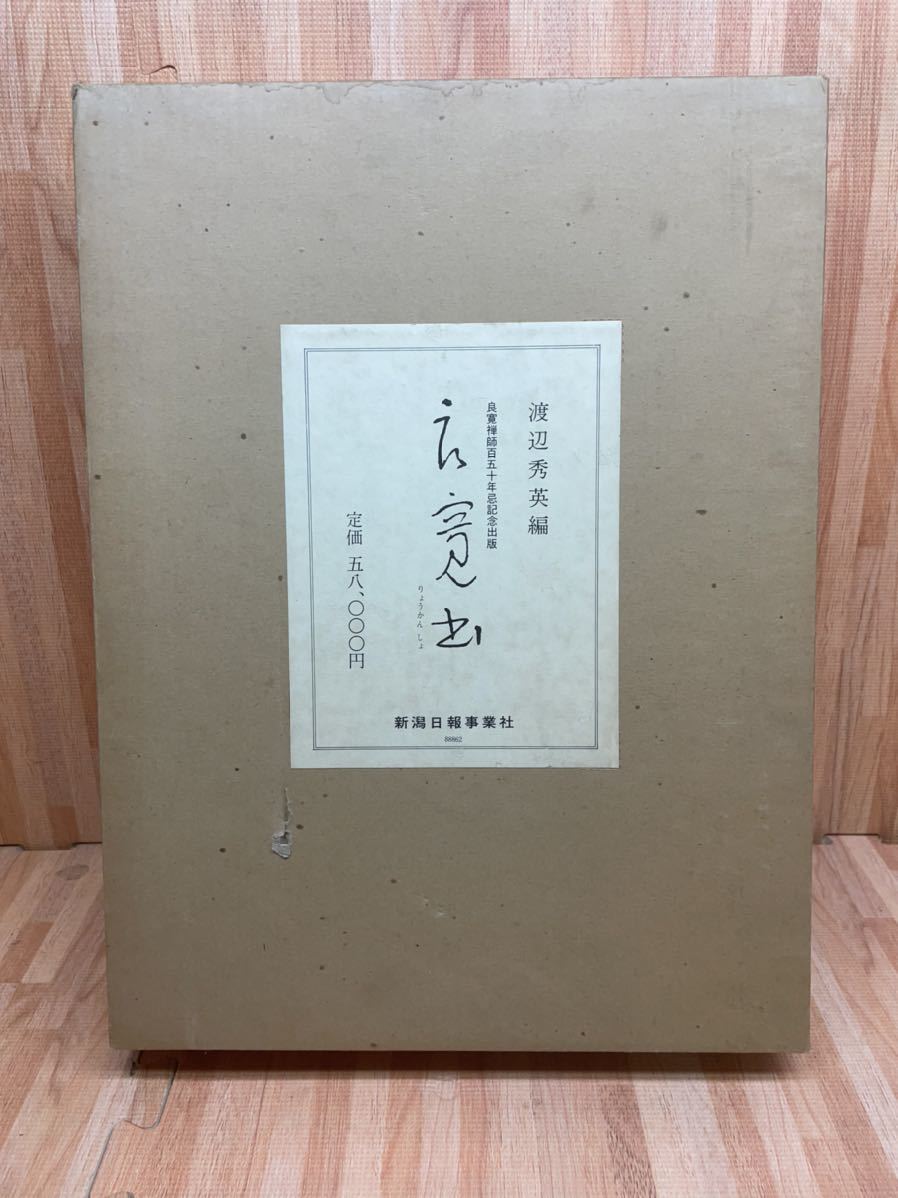 渡辺秀英編
良寛禅師百五十年忌記念出版
良寛書
りょうかんしょ
定価 五八、〇〇〇円
新潟日報事業社
88862